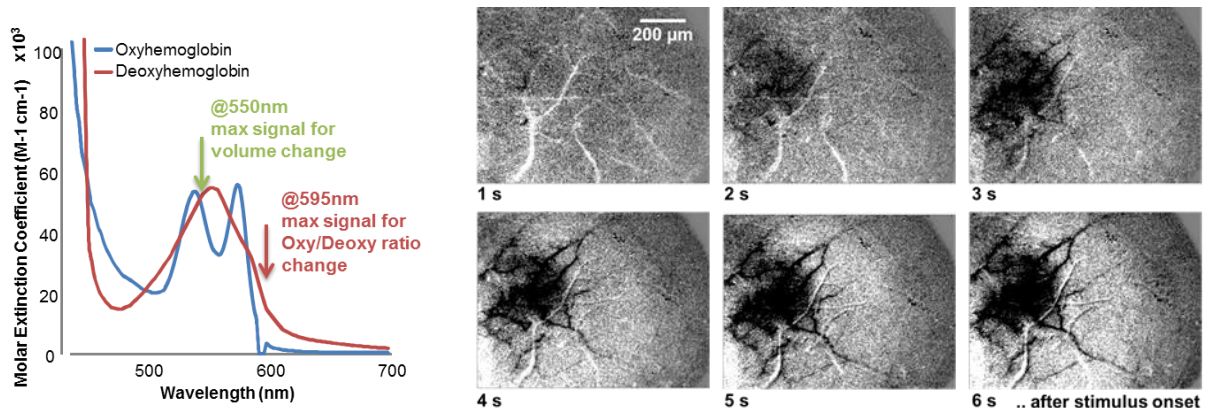 Molar Extinction Coefficient (M-1 cm-1)   x10³
100
80
60
40
20
0
Oxyhemoglobin
Deoxyhemoglobin
@550nm
max signal for
volume change
@595nm
max signal for
Oxy/Deoxy ratio
change
500
600
700
Wavelength (nm)
200 µm
1 s
2 s
3 s
4 s
5 s
6 s .. after stimulus onset